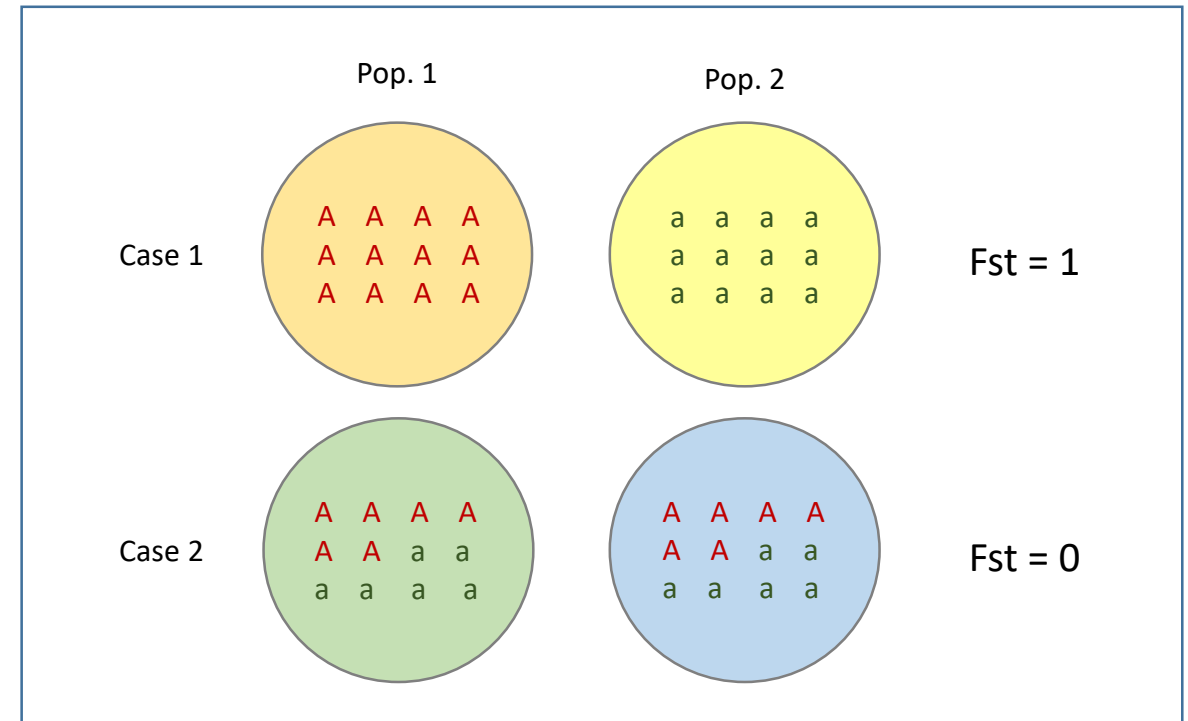 Pop. 1 Pop. 2
A A A A a a a a
Case 1 A A A A a a a a Fst = 1
A A A A a a a a
A A A A A A A A
Case 2 A A a a A A a a Fst = 0
a a a a a a a a